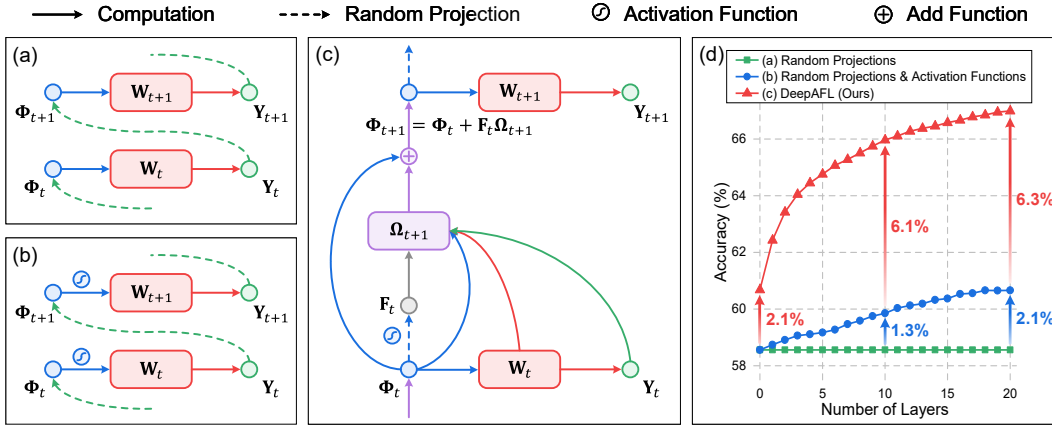 Computation Random Projection Activation Function Add Function
(a)
W_{t+1}
Φ_{t+1} Y_{t+1}
W_t
Φ_t Y_t
(b)
W_{t+1}
Φ_{t+1} Y_{t+1}
W_t
Φ_t Y_t
(c)
W_{t+1}
Y_{t+1}
Φ_{t+1} = Φ_t + F_tΩ_{t+1}
Ω_{t+1}
F_t
W_t
Φ_t Y_t
(d)
(a) Random Projections
(b) Random Projections & Activation Functions
(c) DeepAFL (Ours)
Accuracy (%)
66
64
62
60
58
6.1%
6.3%
2.1%
1.3%
2.1%
0 5 10 15 20
Number of Layers